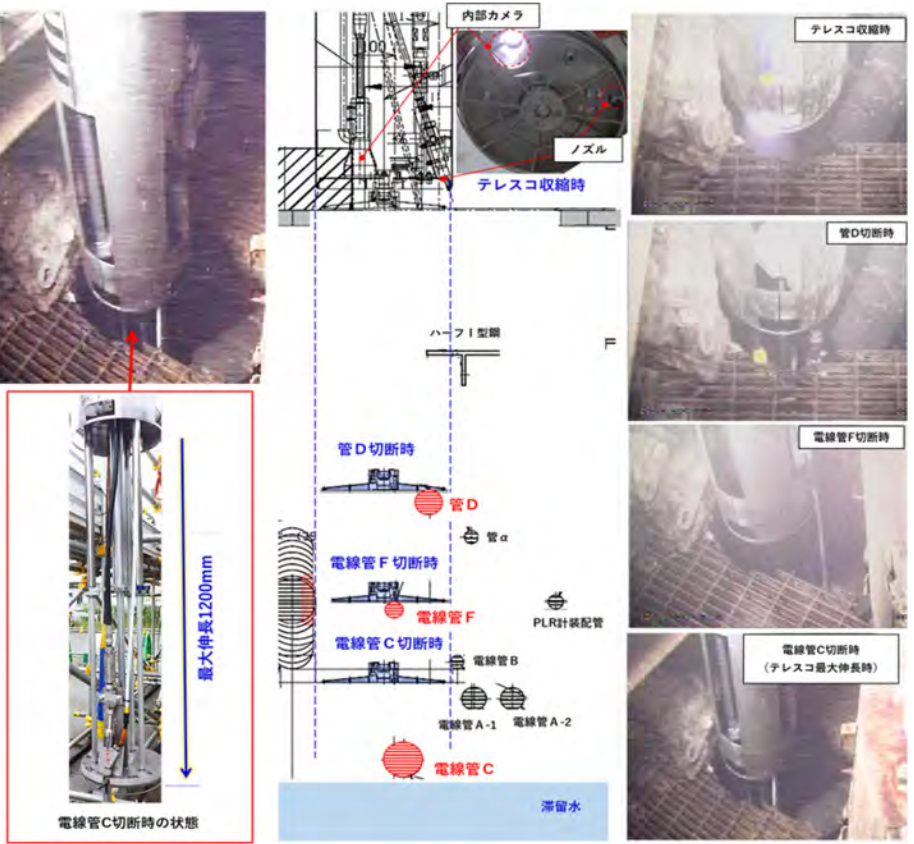 内部カメラ
100
ノズル
テレスコ収縮時
ハーフI型鋼
管D切断時
管D
管α
電線管F切断時
電線管F
PLR計装配管
電線管C切断時
電線管B
電線管A-1
電線管A-2
電線管C
滞留水
最大伸長1200mm
電線管C切断時の状態
テレスコ収縮時
管D切断時
電線管F切断時
電線管C切断時
(テレスコ最大伸長時)